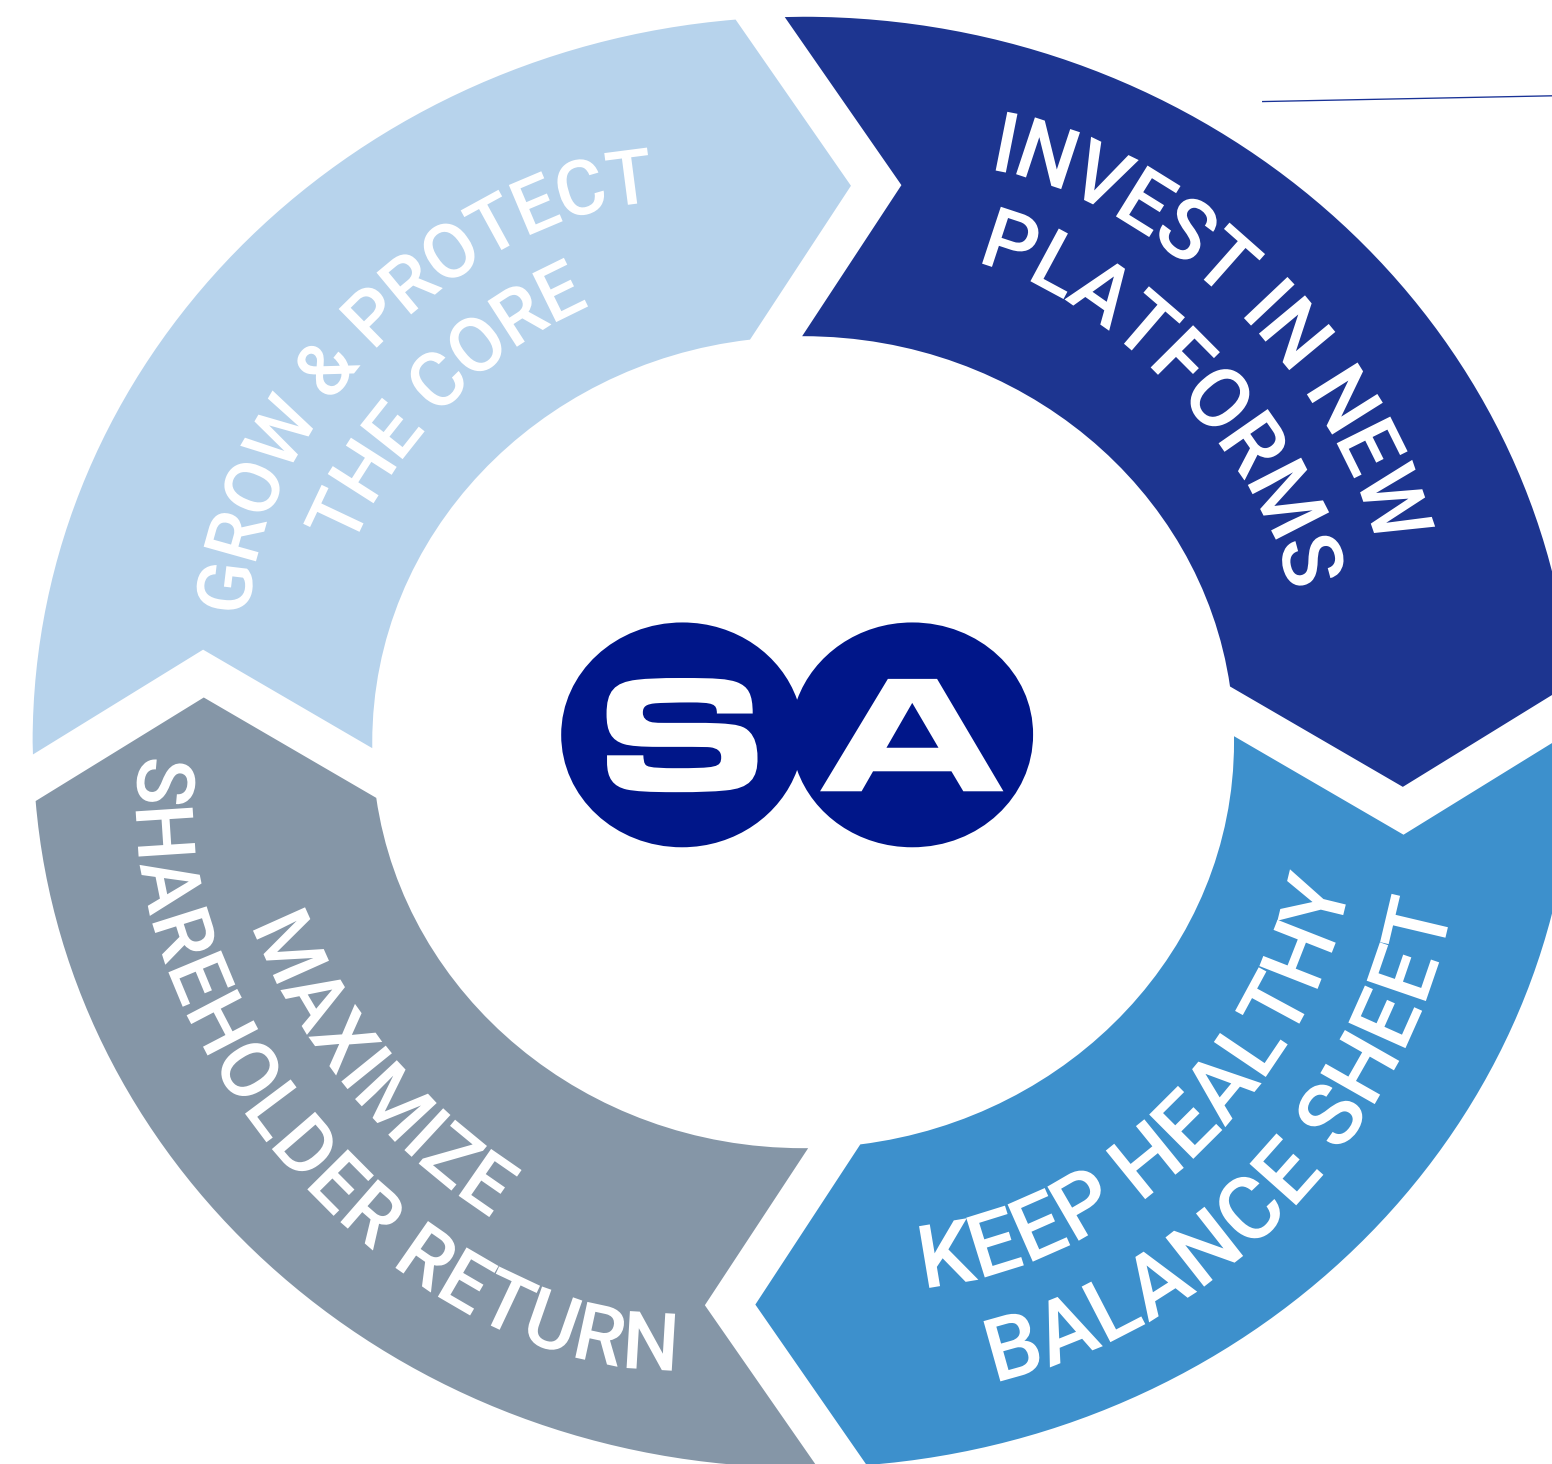 GROW & PROTECT
THE CORE
INVEST IN NEW
PLATFORMS
SA
MAXIMIZE
SHAREHOLDER RETURN
KEEP HEALTHY
BALANCE SHEET